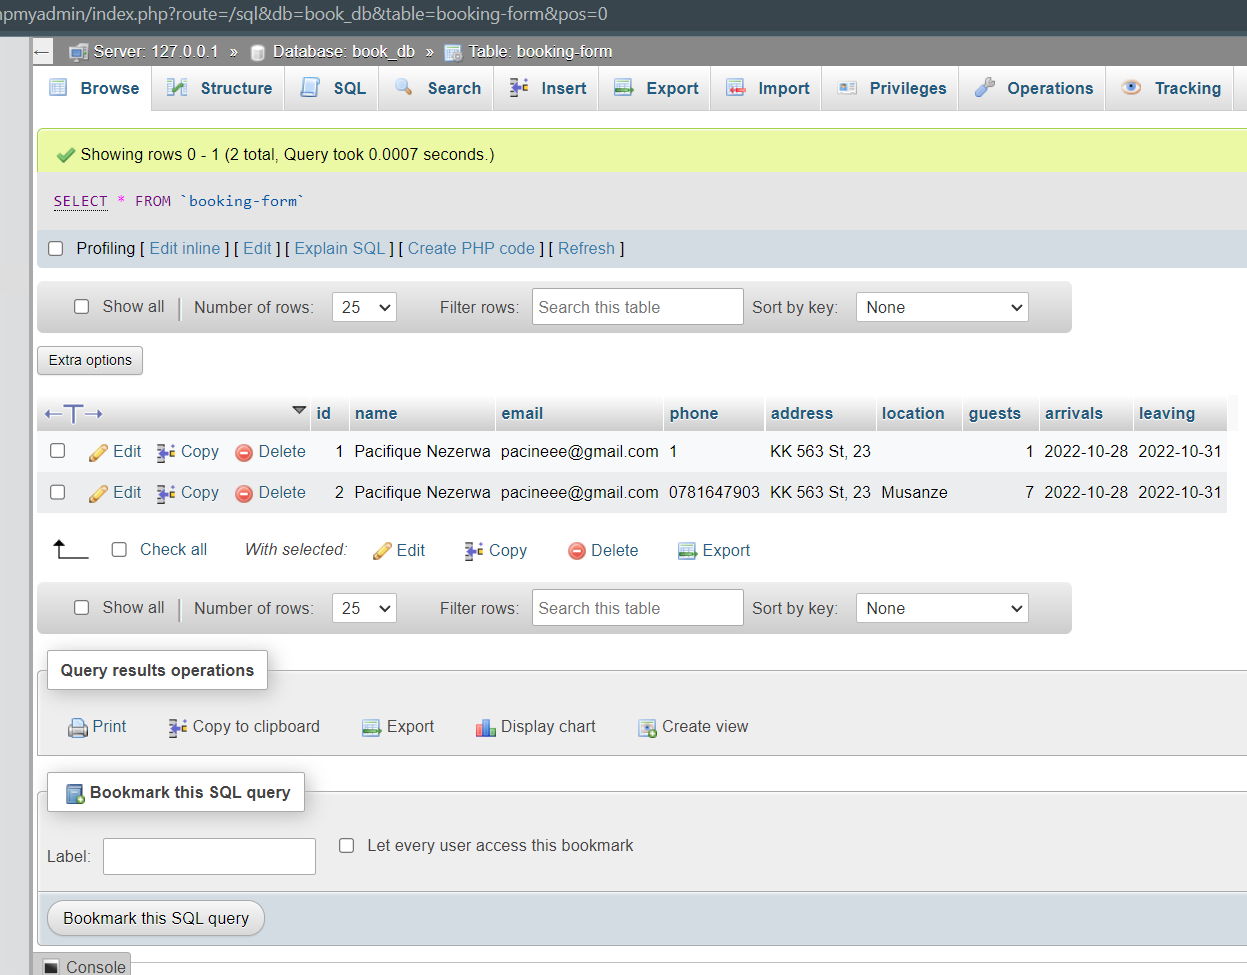 apmyadmin/index.php?route=/sql&db=book_db&table=booking-form&pos=0
Server: 127.0.0.1 » Database: book_db » Table: booking-form
Browse Structure SQL Search Insert Export Import Privileges Operations Tracking
Showing rows 0 - 1 (2 total, Query took 0.0007 seconds.)
SELECT * FROM `booking-form`
Profiling [ Edit inline ] [ Edit ] [ Explain SQL ] [ Create PHP code ] [ Refresh ]
Show all | Number of rows: 25 Filter rows: Search this table Sort by key: None
Extra options
id name email phone address location guests arrivals leaving
Edit Copy Delete 1 Pacifique Nezerwa pacineee@gmail.com 1 KK 563 St, 23 1 2022-10-28 2022-10-31
Edit Copy Delete 2 Pacifique Nezerwa pacineee@gmail.com 0781647903 KK 563 St, 23 Musanze 7 2022-10-28 2022-10-31
Check all With selected: Edit Copy Delete Export
Show all | Number of rows: 25 Filter rows: Search this table Sort by key: None
Query results operations
Print Copy to clipboard Export Display chart Create view
Bookmark this SQL query
Label: Let every user access this bookmark
Bookmark this SQL query
Console